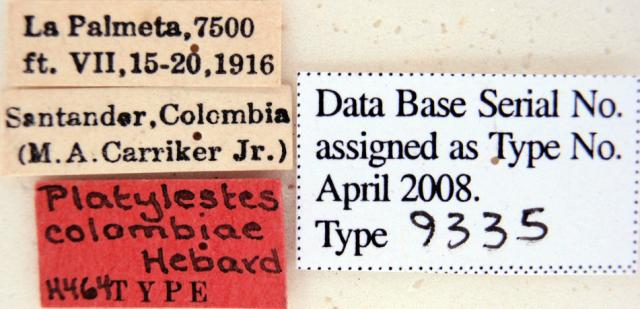 La Palmeta,7500
ft. VII,15-20,1916
Santander,Colombia
(M.A.Carriker Jr.)
Platylestes
colombiae
Hebard
H464 TYPE
Data Base Serial No.
assigned as Type No.
April 2008.
Type 9335